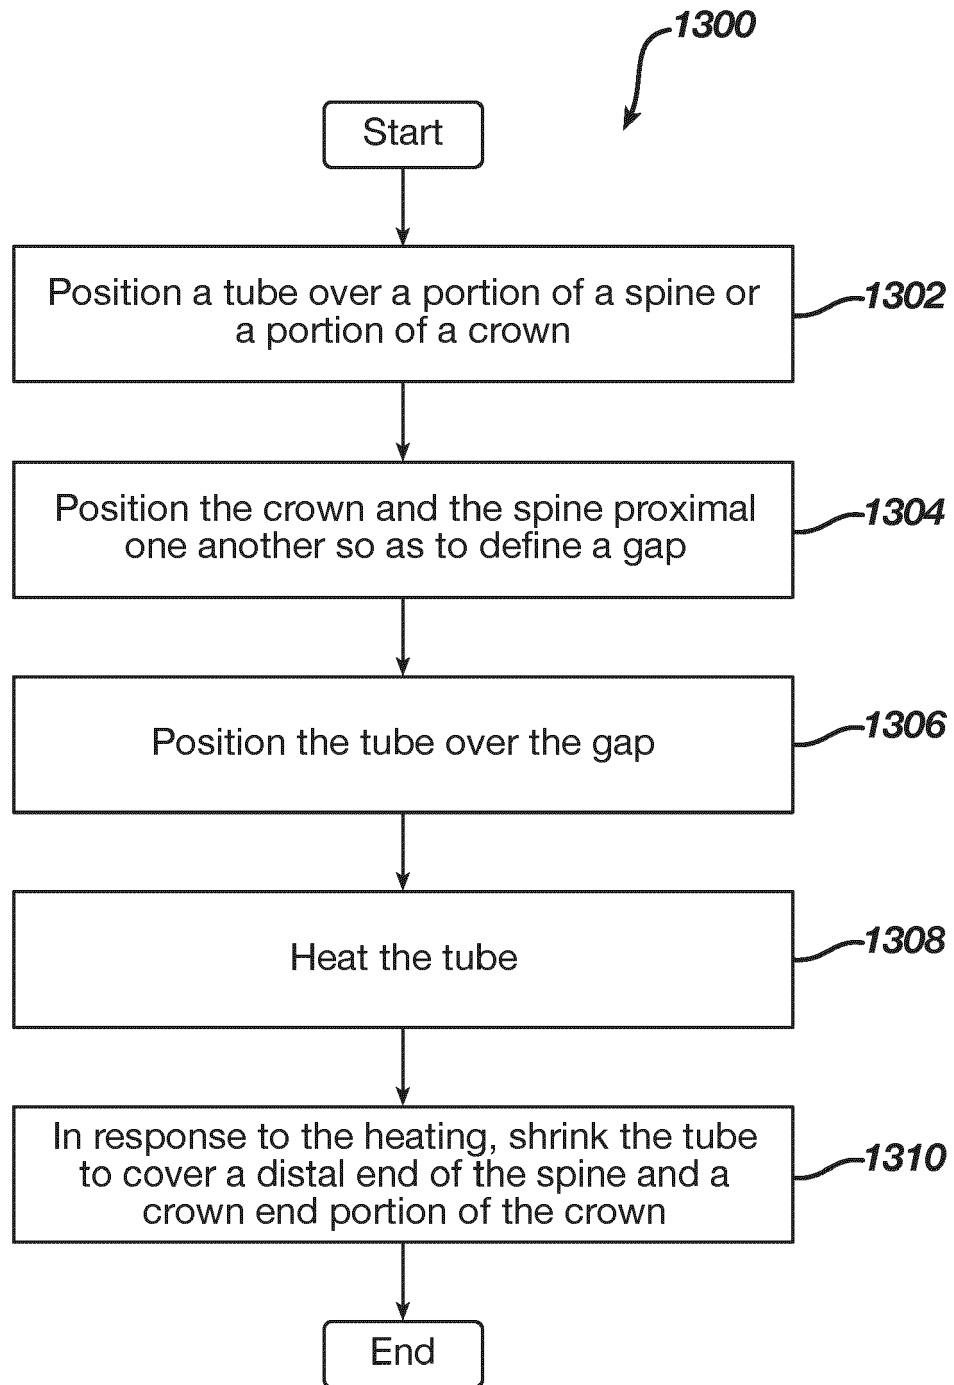 1300
Start
Position a tube over a portion of a spine or
a portion of a crown
1302
Position the crown and the spine proximal
one another so as to define a gap
1304
Position the tube over the gap
1306
Heat the tube
1308
In response to the heating, shrink the tube
to cover a distal end of the spine and a
crown end portion of the crown
1310
End